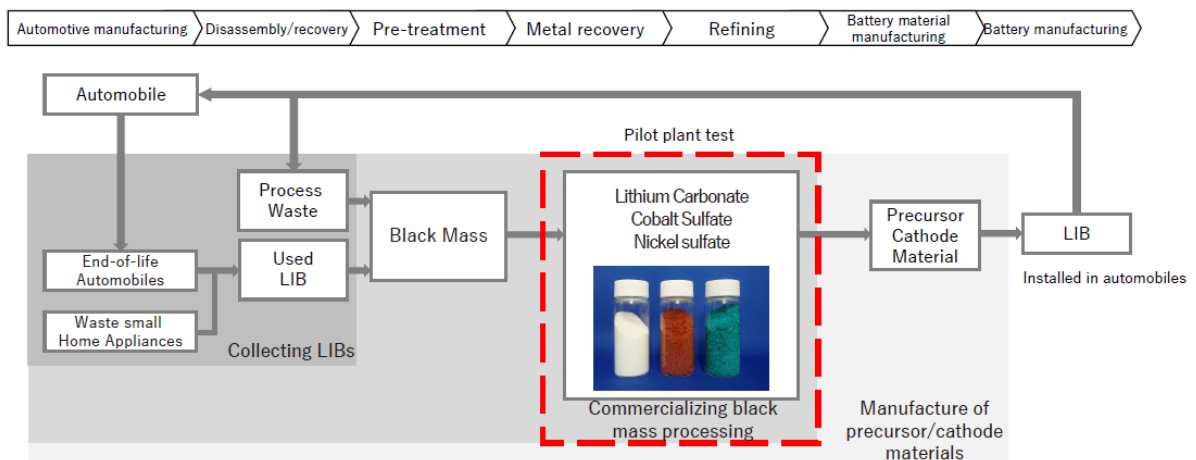 Automotive manufacturing
Disassembly/recovery
Pre-treatment
Metal recovery
Refining
Battery material
manufacturing
Battery manufacturing
Automobile
Pilot plant test
Process
Waste
Black Mass
Lithium Carbonate
Cobalt Sulfate
Nickel sulfate
Precursor
Cathode
Material
LIB
Installed in automobiles
End-of-life
Automobiles
Used
LIB
Waste small
Home Appliances
Collecting LIBs
Commercializing black
mass processing
Manufacture of
precursor/cathode
materials